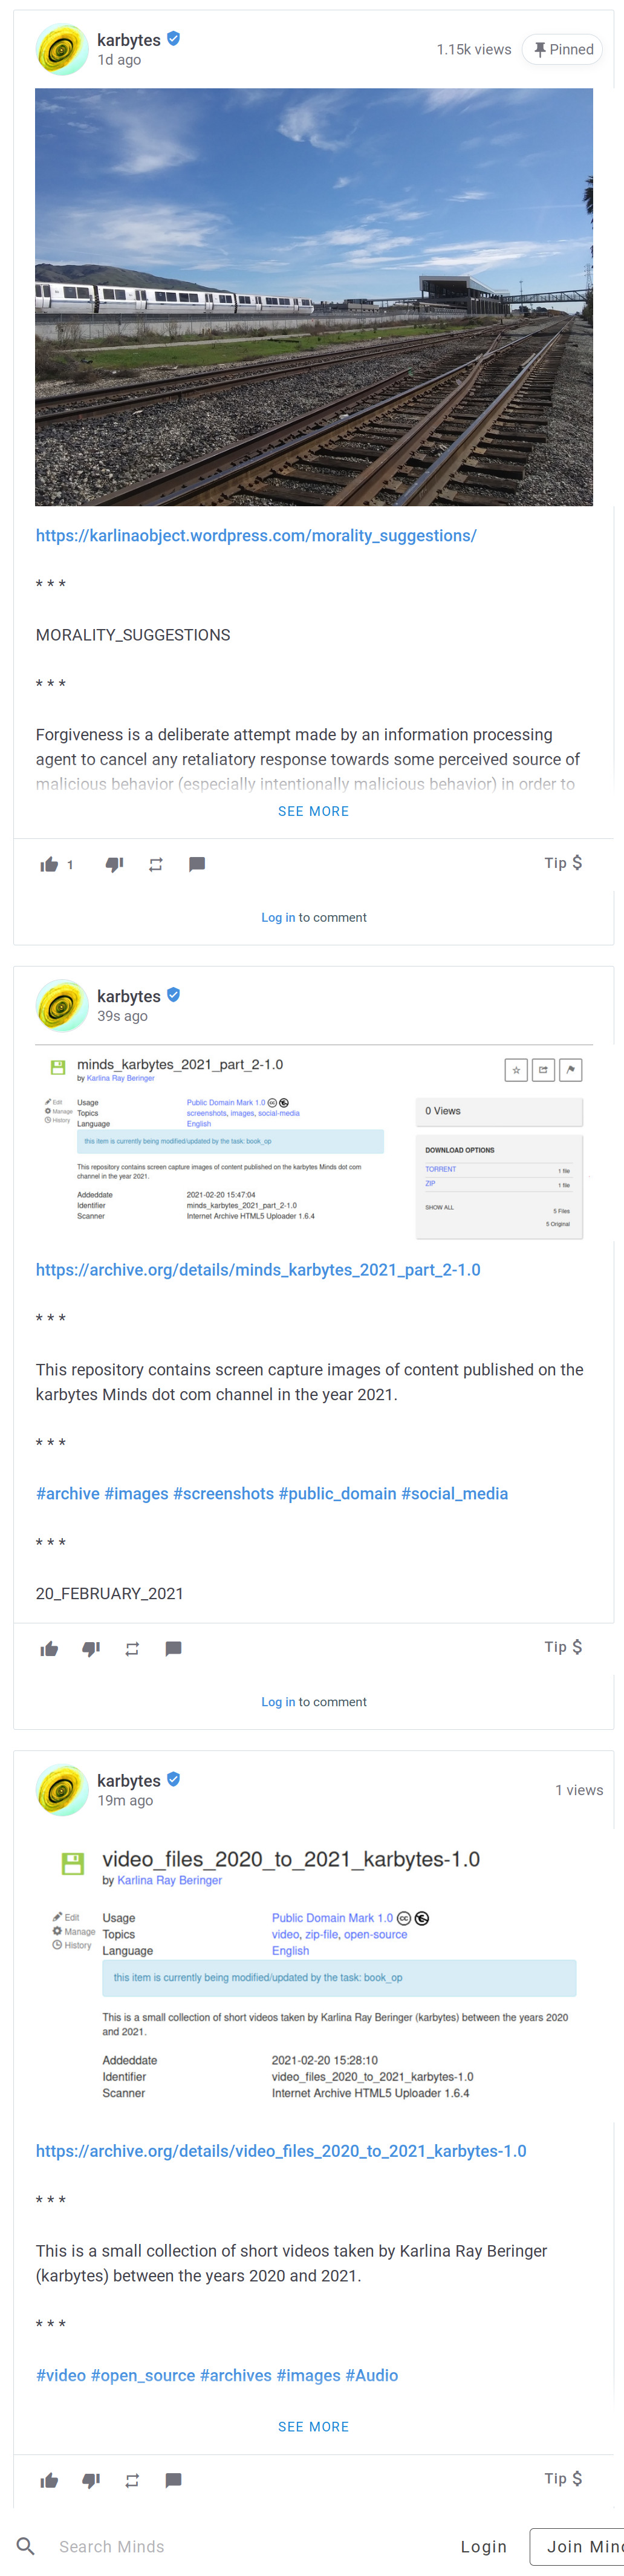 karbytes
1d ago
1.15k views
Pinned
https://karlinaobject.wordpress.com/morality_suggestions/
* * *
MORALITY_SUGGESTIONS
* * *
Forgiveness is a deliberate attempt made by an information processing
agent to cancel any retaliatory response towards some perceived source of
malicious behavior (especially intentionally malicious behavior) in order to
SEE MORE
1
Tip $
Log in to comment
karbytes
39s ago
minds_karbytes_2021_part_2-1.0
by Karlina Ray Beringer
Edit
Manage
History
Usage Public Domain Mark 1.0
Topics screenshots, images, social-media
Language English
this item is currently being modified/updated by the task: book_op
This repository contains screen capture images of content published on the karbytes Minds dot com
channel in the year 2021.
Addeddate 2021-02-20 15:47:04
Identifier minds_karbytes_2021_part_2-1.0
Scanner Internet Archive HTML5 Uploader 1.6.4
0 Views
DOWNLOAD OPTIONS
TORRENT 1 file
ZIP 1 file
SHOW ALL 5 Files
5 Original
https://archive.org/details/minds_karbytes_2021_part_2-1.0
* * *
This repository contains screen capture images of content published on the
karbytes Minds dot com channel in the year 2021.
* * *
#archive #images #screenshots #public_domain #social_media
* * *
20_FEBRUARY_2021
Tip $
Log in to comment
karbytes
19m ago
1 views
video_files_2020_to_2021_karbytes-1.0
by Karlina Ray Beringer
Edit
Manage
History
Usage Public Domain Mark 1.0
Topics video, zip-file, open-source
Language English
this item is currently being modified/updated by the task: book_op
This is a small collection of short videos taken by Karlina Ray Beringer (karbytes) between the years 2020
and 2021.
Addeddate 2021-02-20 15:28:10
Identifier video_files_2020_to_2021_karbytes-1.0
Scanner Internet Archive HTML5 Uploader 1.6.4
https://archive.org/details/video_files_2020_to_2021_karbytes-1.0
* * *
This is a small collection of short videos taken by Karlina Ray Beringer
(karbytes) between the years 2020 and 2021.
* * *
#video #open_source #archives #images #Audio
SEE MORE
Tip $
Search Minds
Login
Join Min